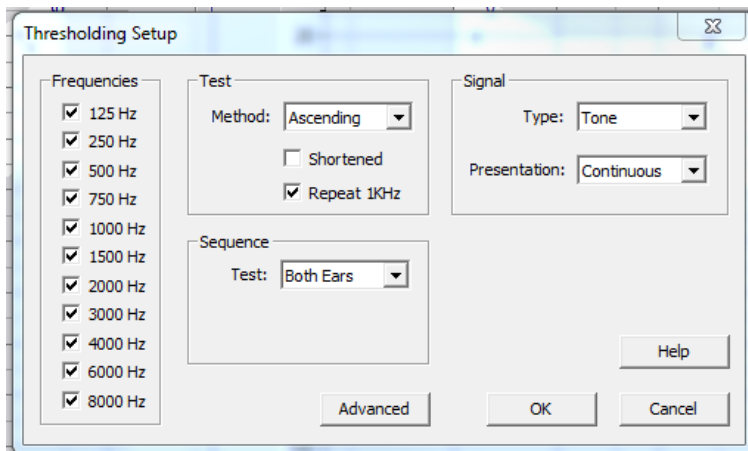 Thresholding Setup
Frequencies
125 Hz
250 Hz
500 Hz
750 Hz
1000 Hz
1500 Hz
2000 Hz
3000 Hz
4000 Hz
6000 Hz
8000 Hz
Test
Method: Ascending
Shortened
Repeat 1KHz
Sequence
Test: Both Ears
Signal
Type: Tone
Presentation: Continuous
Help
Advanced
OK
Cancel